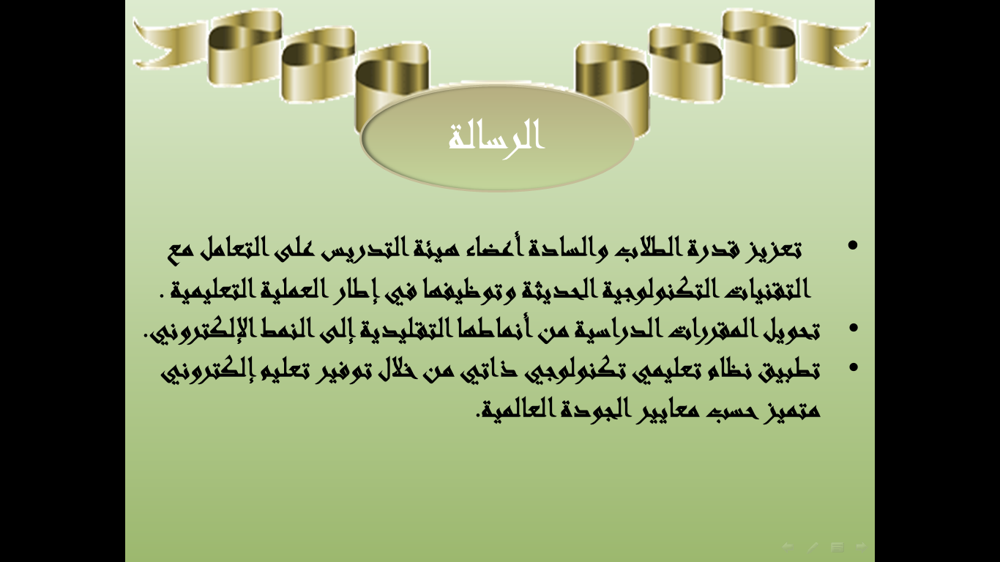 الرسالة
• تعزيز قدرة الطلاب والسادة أعضاء هيئة التدريس على التعامل مع
التقنيات التكنولوجية الحديثة وتوظيفها في إطار العملية التعليمية .
• تحويل المقررات الدراسية من أنماطها التقليدية إلى النمط الإلكتروني.
• تطبيق نظام تعليمي تكنولوجي ذاتي من خلال توفير تعليم إلكتروني
متميز حسب معايير الجودة العالمية.